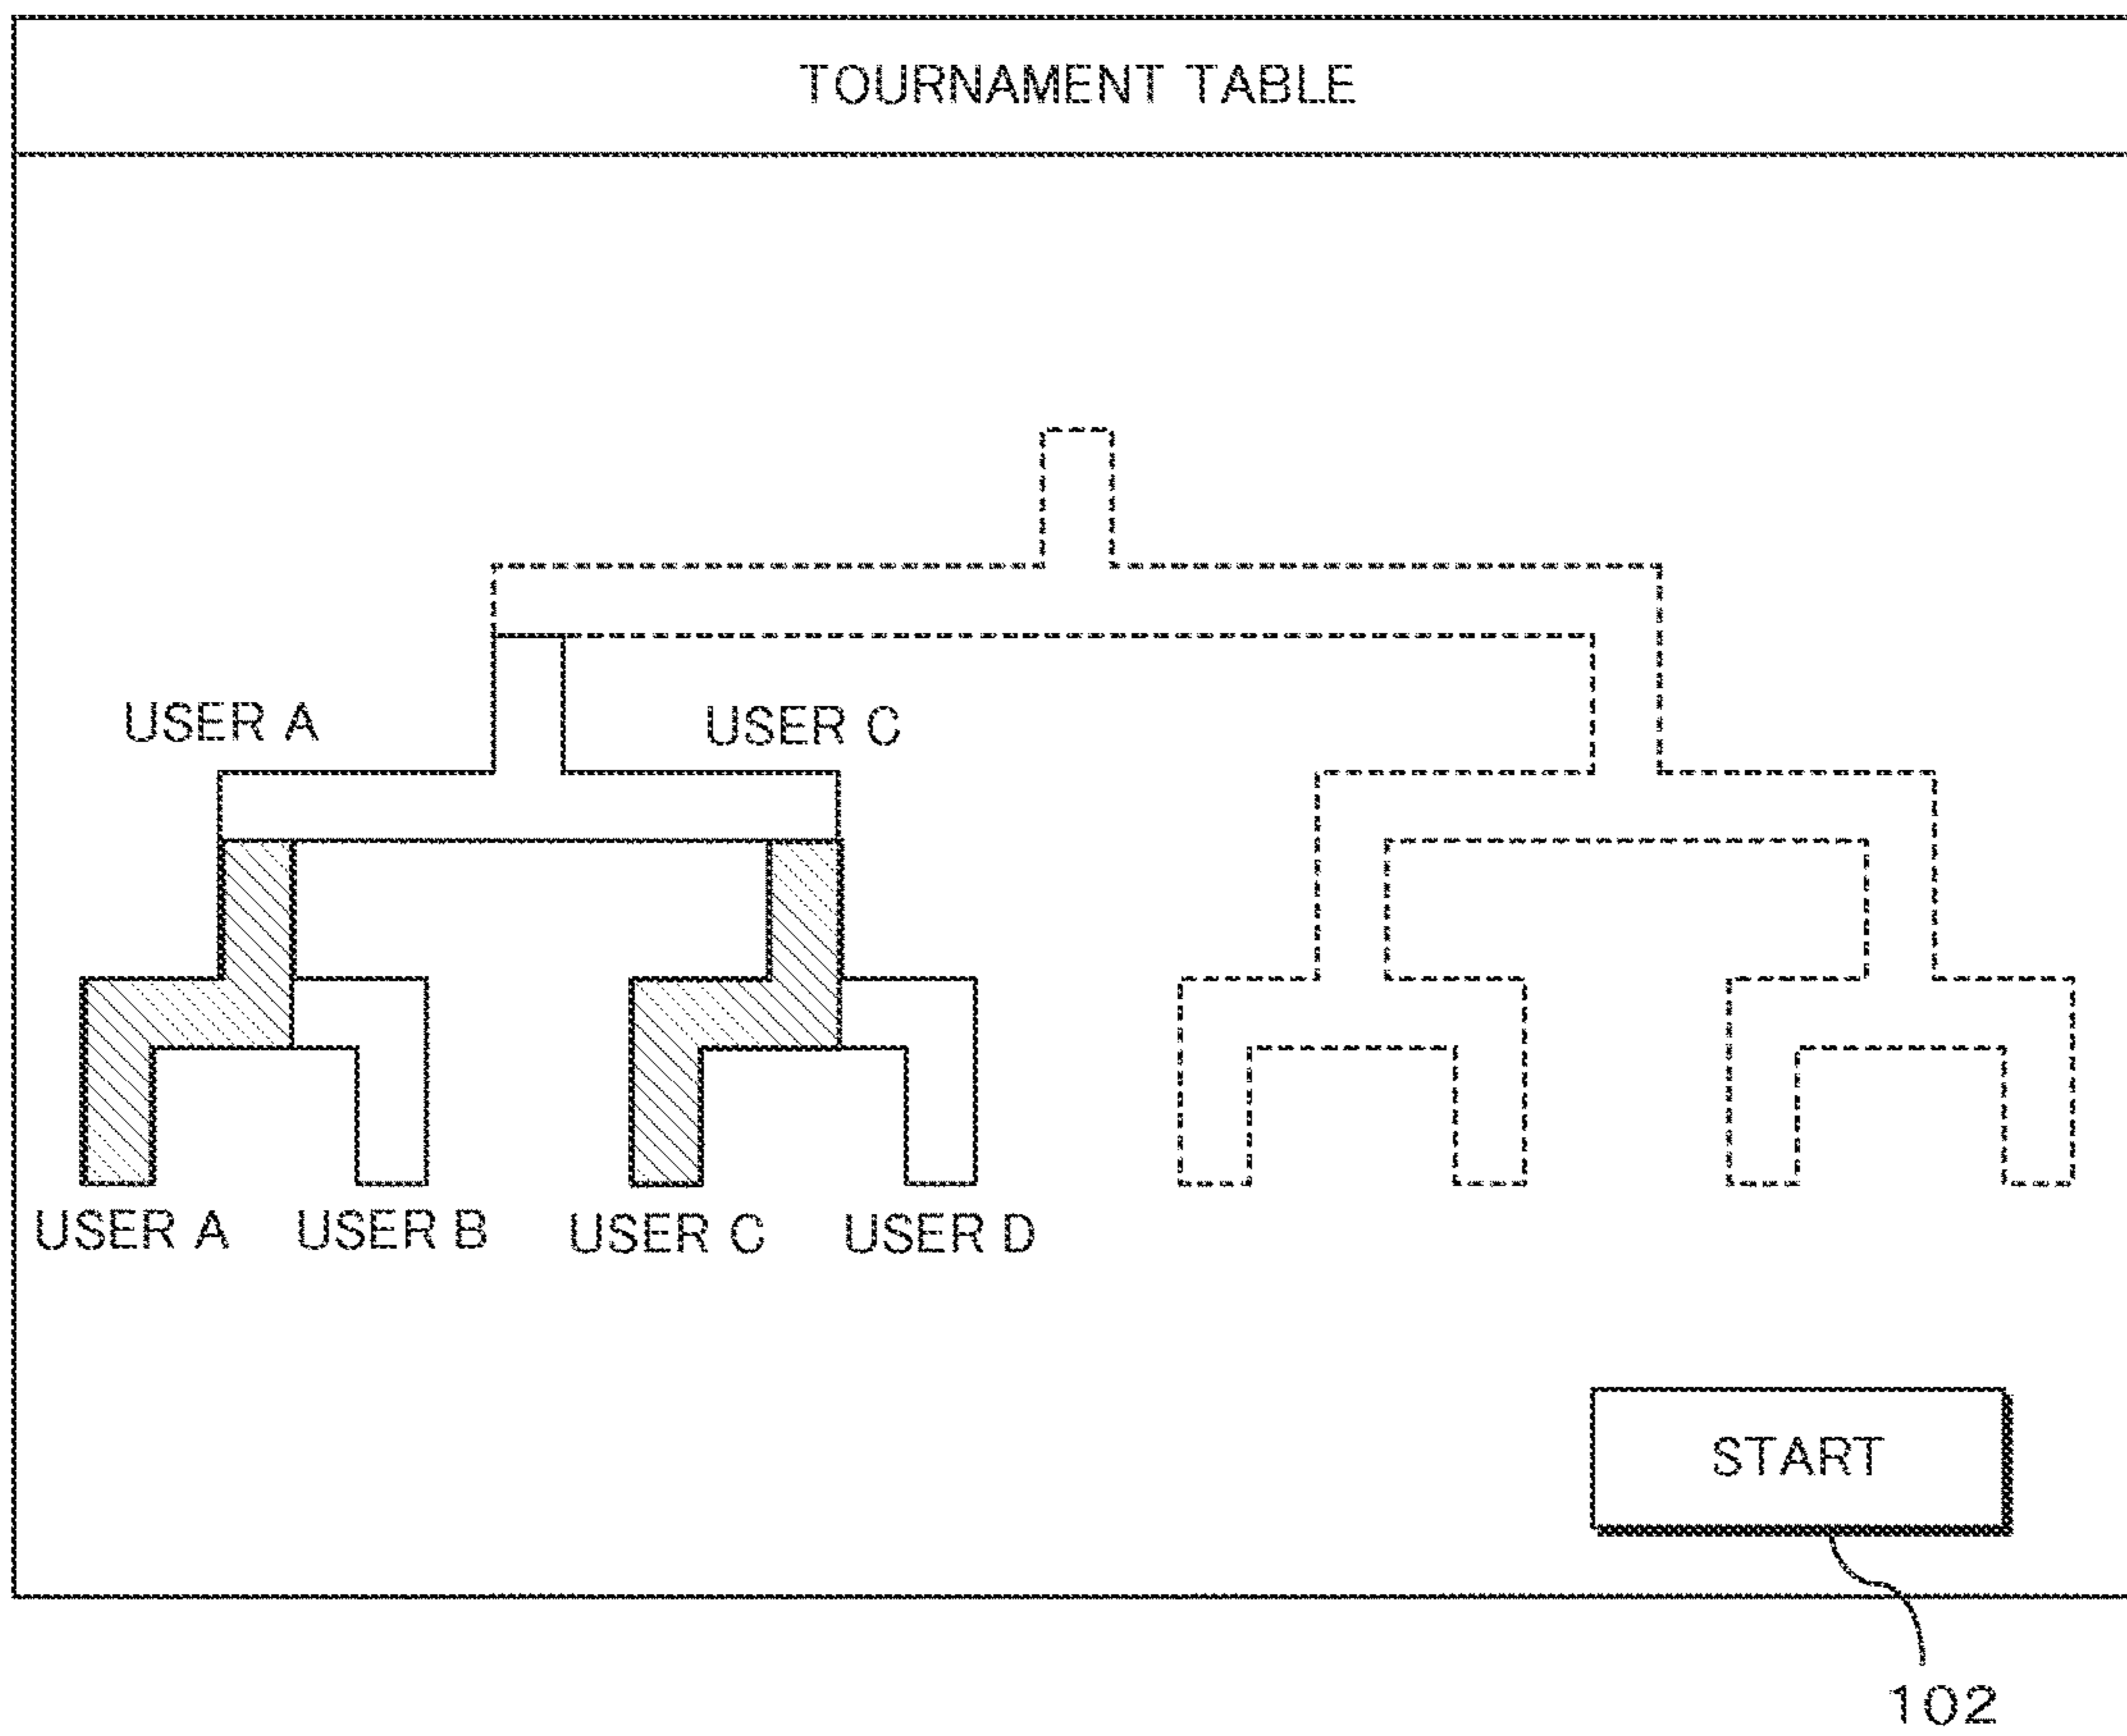 TOURNAMENT TABLE
USER A USER C
USER A USER B USER C USER D
START
102